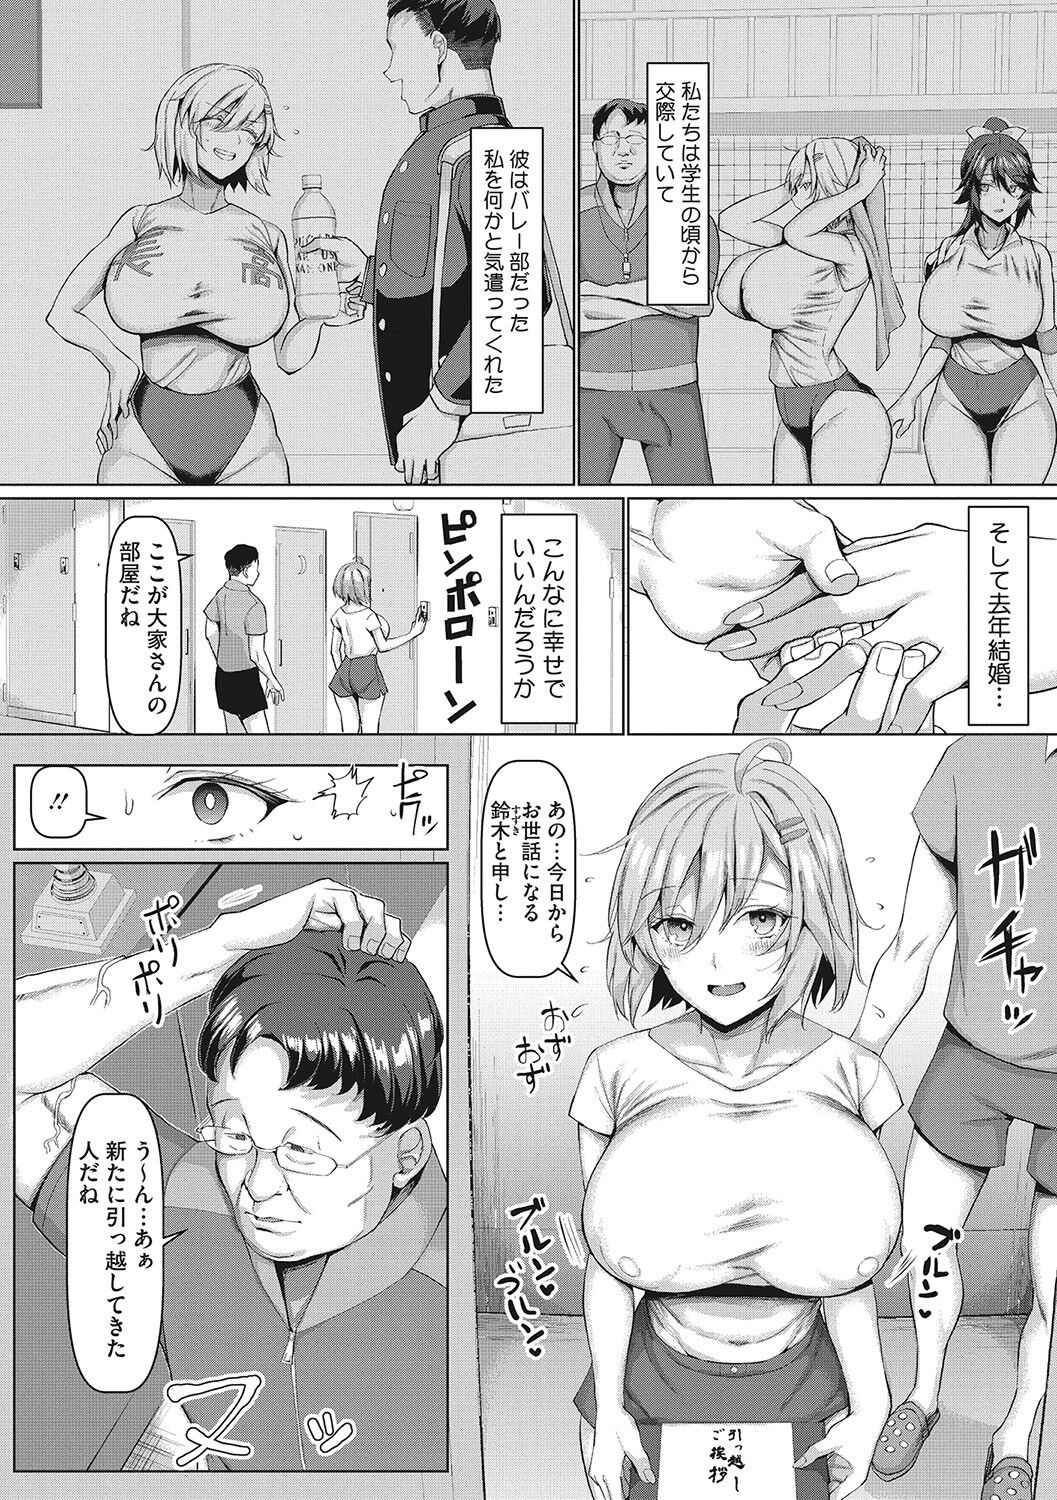 私たちは学生の頃から
交際していて
彼はバレー部だった
私を何かと気遣ってくれた
そして去年結婚…
こんなに幸せで
いいんだろうか
ピンポローン
ここが大家さんの
部屋だね
ガチャッ
あの…今日から
お世話になる
鈴木と申し…
すずき
おず
おず
ブルン
ブルン♥
ブルン♥
引っ越し
ご挨拶
ピクッ
!!
ポリ
ポリ
う〜ん…あぁ
新たに引っ越してきた
人だね
ヌッ